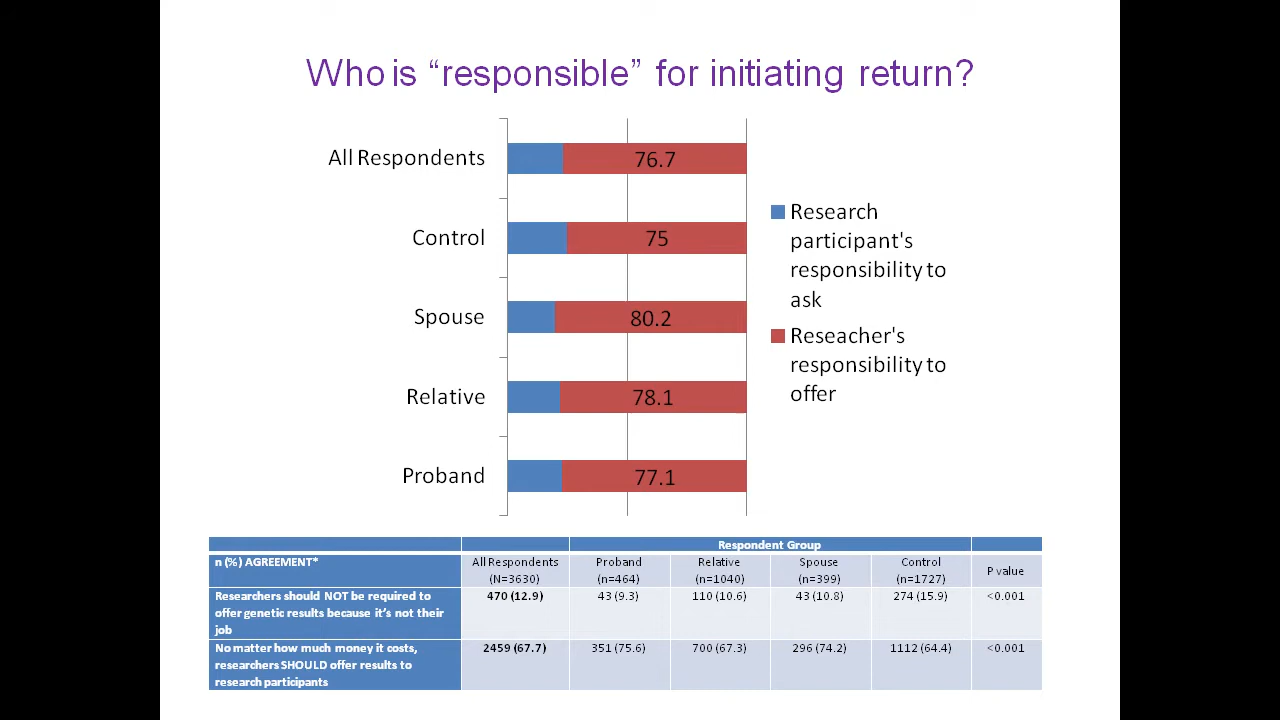 Who is “responsible” for initiating return?
All Respondents
76.7
Control
75
Spouse
80.2
Relative
78.1
Proband
77.1
Research
participant's
responsibility to
ask
Reseacher's
responsibility to
offer
Respondent Group
n (%) AGREEMENT*
All Respondents
(N=3630)
Proband
(n=464)
Relative
(n=1040)
Spouse
(n=399)
Control
(n=1727)
P value
Researchers should NOT be required to
offer genetic results because it’s not their
job
470 (12.9)
43 (9.3)
110 (10.6)
43 (10.8)
274 (15.9)
<0.001
No matter how much money it costs,
researchers SHOULD offer results to
research participants
2459 (67.7)
351 (75.6)
700 (67.3)
296 (74.2)
1112 (64.4)
<0.001